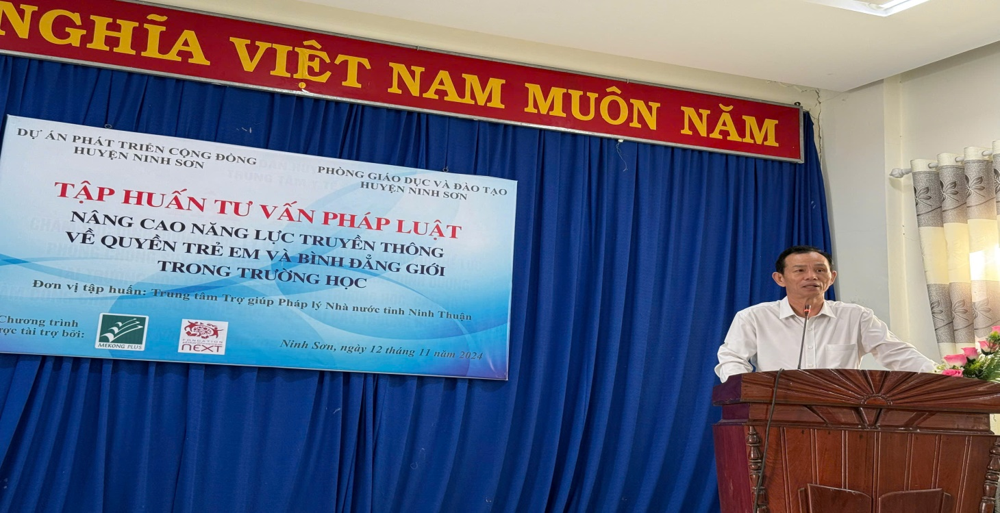 NGHĨA VIỆT NAM MUÔN NĂM
DỰ ÁN PHÁT TRIỂN CỘNG ĐỒNG
HUYỆN NINH SƠN
PHÒNG GIÁO DỤC VÀ ĐÀO TẠO
HUYỆN NINH SƠN
TẬP HUẤN TƯ VẤN PHÁP LUẬT
NÂNG CAO NĂNG LỰC TRUYỀN THÔNG
VỀ QUYỀN TRẺ EM VÀ BÌNH ĐẲNG GIỚI
TRONG TRƯỜNG HỌC
Đơn vị tập huấn: Trung tâm Trợ giúp Pháp lý Nhà nước tỉnh Ninh Thuận
Chương trình
tài trợ bởi:
MEKONG PLUS
FONDATION
NEXT
Ninh Sơn, ngày 12 tháng 11 năm 2024